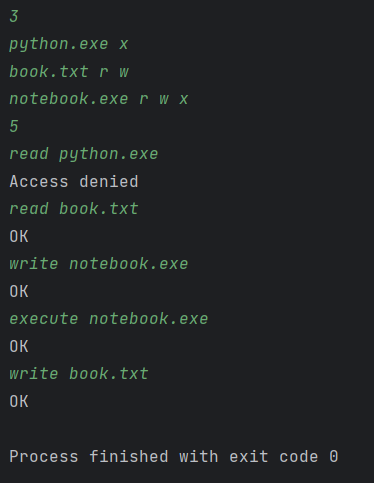 3
python.exe x
book.txt r w
notebook.exe r w x
5
read python.exe
Access denied
read book.txt
OK
write notebook.exe
OK
execute notebook.exe
OK
write book.txt
OK
Process finished with exit code 0